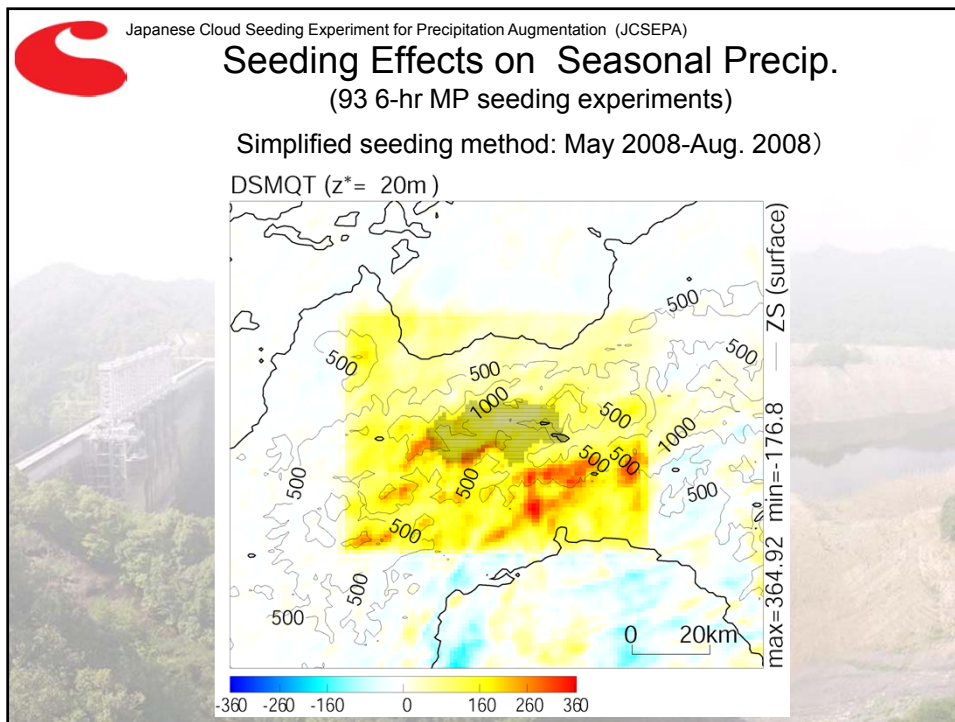 Japanese Cloud Seeding Experiment for Precipitation Augmentation (JCSEPA)
Seeding Effects on Seasonal Precip.
(93 6-hr MP seeding experiments)
Simplified seeding method: May 2008-Aug. 2008）
DSMQT (z*= 20m)
500
500
500
500
1000
500
1000
500
500
500
500
500
500
500
500
max=364.92 min=-176.8 — ZS (surface)
0 20km
-360 -260 -160 0 160 260 360